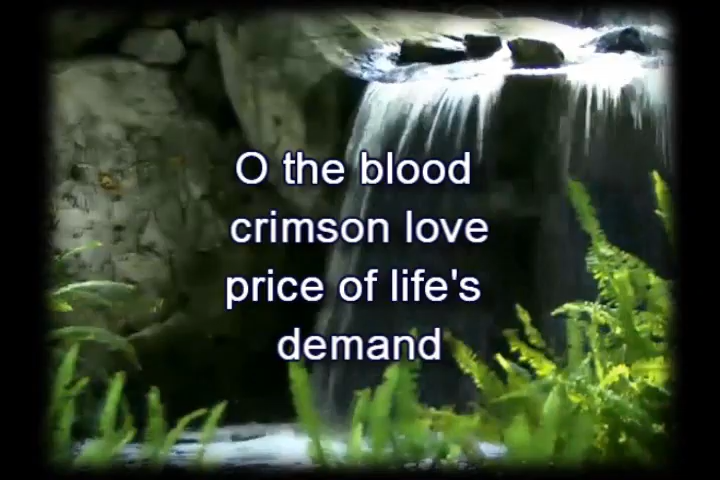 O the blood
crimson love
price of life's
demand